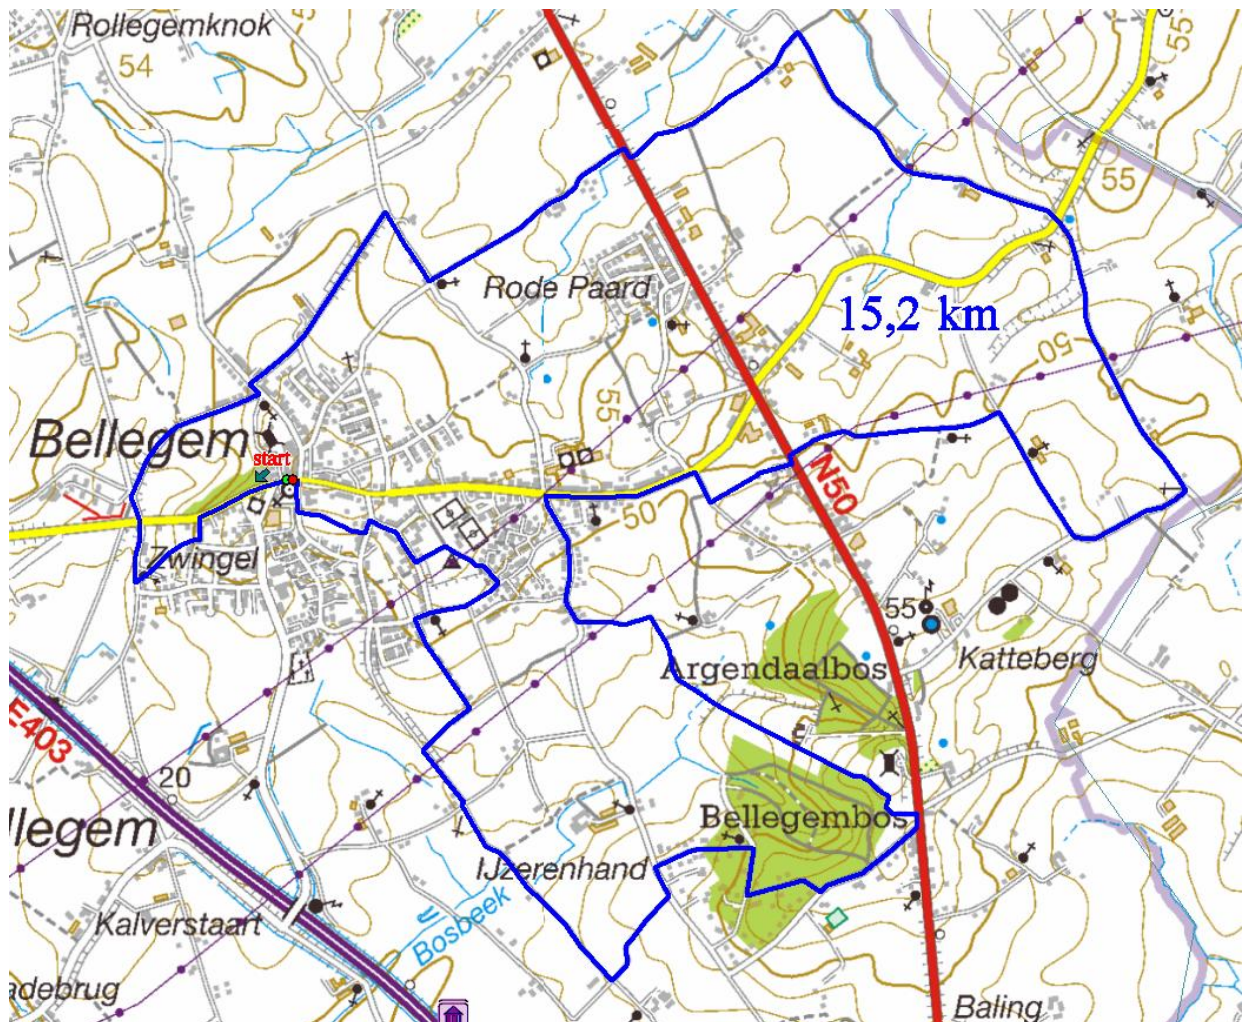 Rollegemknok
54
55
55
Rode Paard
15,2 km
50
55
Bellegem
start
N50
50
Zwingel
55
Argendaalbos
Katteberg
E403
20
llegem
Bellegembos
IJzerenhand
Kalverstaart
Bosbeek
adebrug
Baling